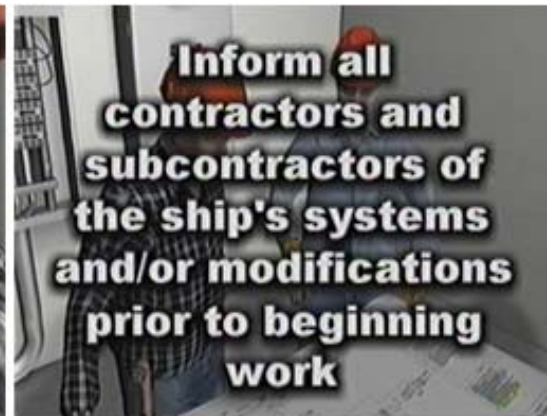 Inform all
contractors and
subcontractors of
the ship's systems
and/or modifications
prior to beginning
work